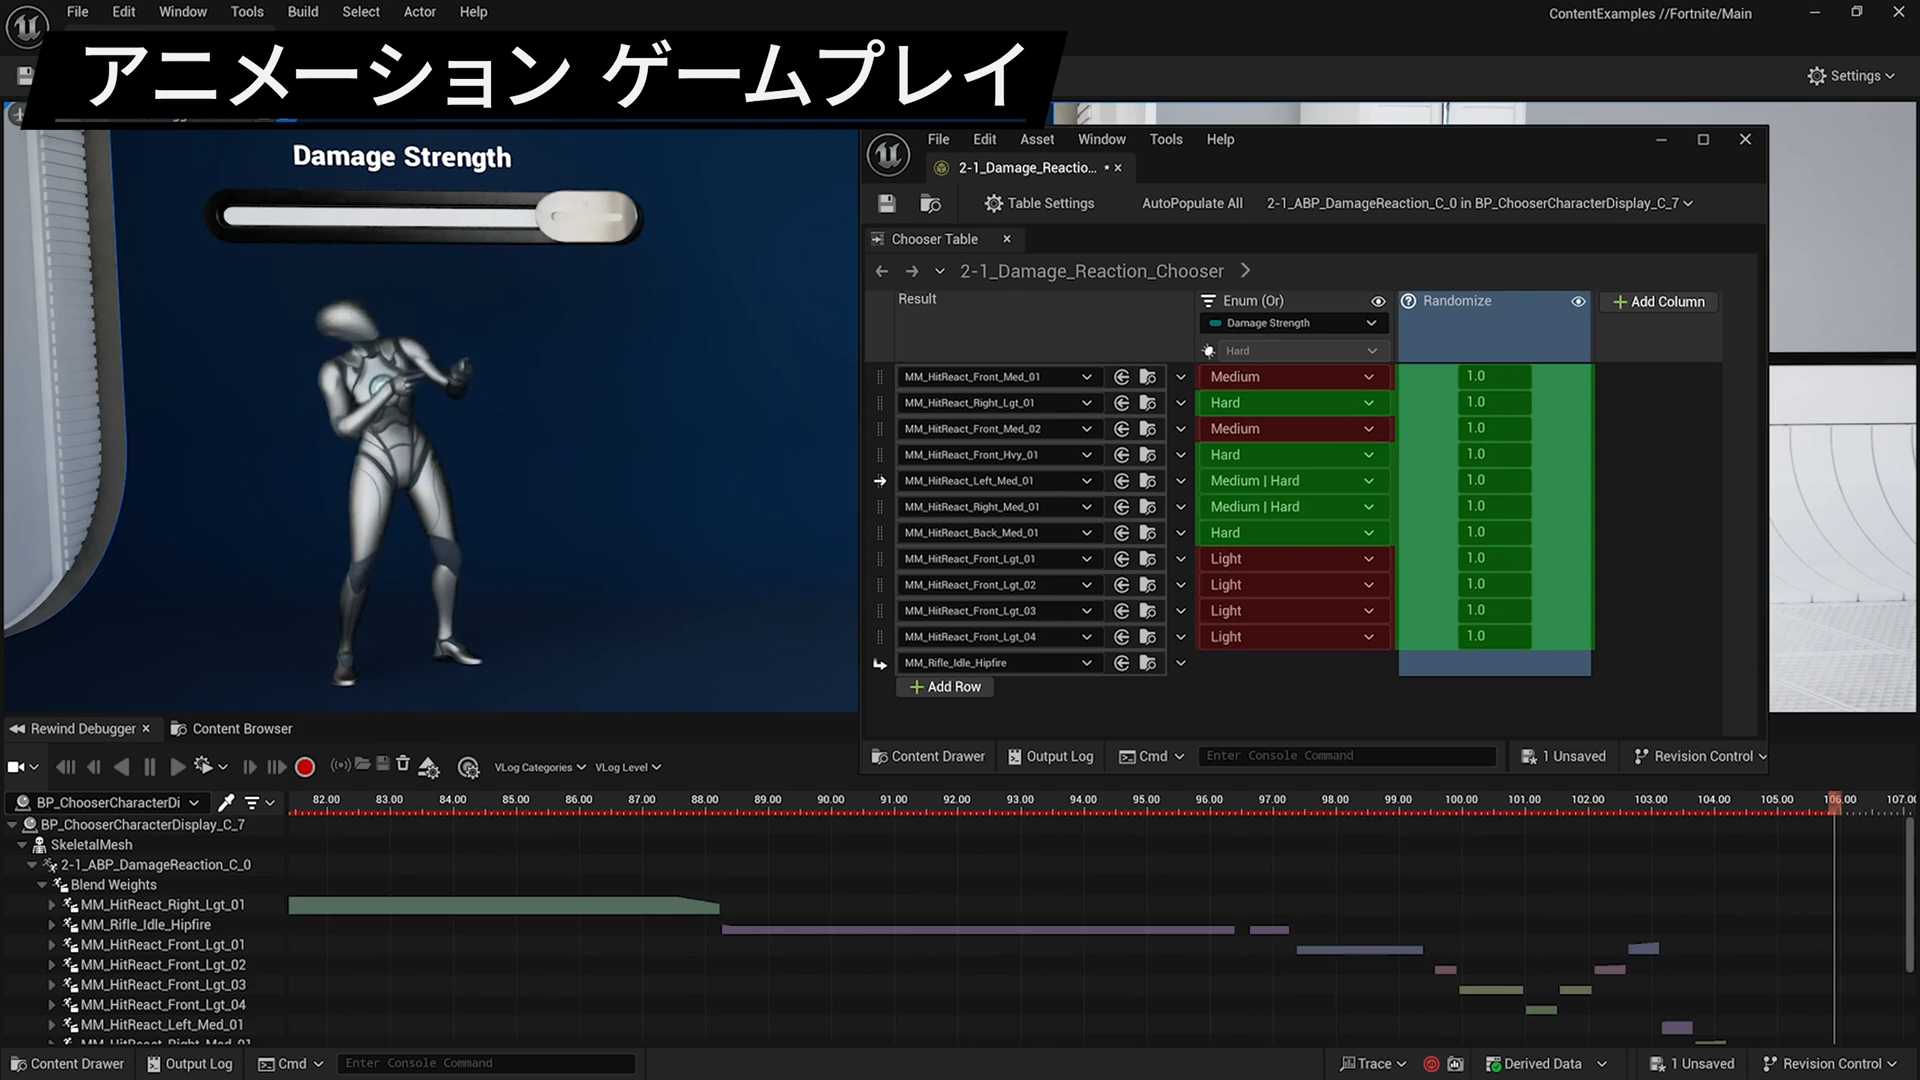 File Edit Window Tools Build Select Actor Help
ContentExamples //Fortnite/Main
アニメーション ゲームプレイ
Settings
Damage Strength
File Edit Asset Window Tools Help
2-1_Damage_Reactio...
Table Settings AutoPopulate All 2-1_ABP_DamageReaction_C_0 in BP_ChooserCharacterDisplay_C_7
Chooser Table
2-1_Damage_Reaction_Chooser
Result Enum (Or) Randomize Add Column
Damage Strength
Hard
MM_HitReact_Front_Med_01 Medium 1.0
MM_HitReact_Right_Lgt_01 Hard 1.0
MM_HitReact_Front_Med_02 Medium 1.0
MM_HitReact_Front_Hvy_01 Hard 1.0
MM_HitReact_Left_Med_01 Medium | Hard 1.0
MM_HitReact_Right_Med_01 Medium | Hard 1.0
MM_HitReact_Back_Med_01 Hard 1.0
MM_HitReact_Front_Lgt_01 Light 1.0
MM_HitReact_Front_Lgt_02 Light 1.0
MM_HitReact_Front_Lgt_03 Light 1.0
MM_HitReact_Front_Lgt_04 Light 1.0
MM_Rifle_Idle_Hipfire
Add Row
Content Drawer Output Log Cmd Enter Console Command 1 Unsaved Revision Control
Rewind Debugger Content Browser
VLog Categories VLog Level
BP_ChooserCharacterDi
82.00 83.00 84.00 85.00 86.00 87.00 88.00 89.00 90.00 91.00 92.00 93.00 94.00 95.00 96.00 97.00 98.00 99.00 100.00 101.00 102.00 103.00 104.00 105.00 106.00 107.00
BP_ChooserCharacterDisplay_C_7
SkeletalMesh
2-1_ABP_DamageReaction_C_0
Blend Weights
MM_HitReact_Right_Lgt_01
MM_Rifle_Idle_Hipfire
MM_HitReact_Front_Lgt_01
MM_HitReact_Front_Lgt_02
MM_HitReact_Front_Lgt_03
MM_HitReact_Front_Lgt_04
MM_HitReact_Left_Med_01
MM_HitReact_Right_Med_01
Content Drawer Output Log Cmd Enter Console Command Trace Derived Data 1 Unsaved Revision Control